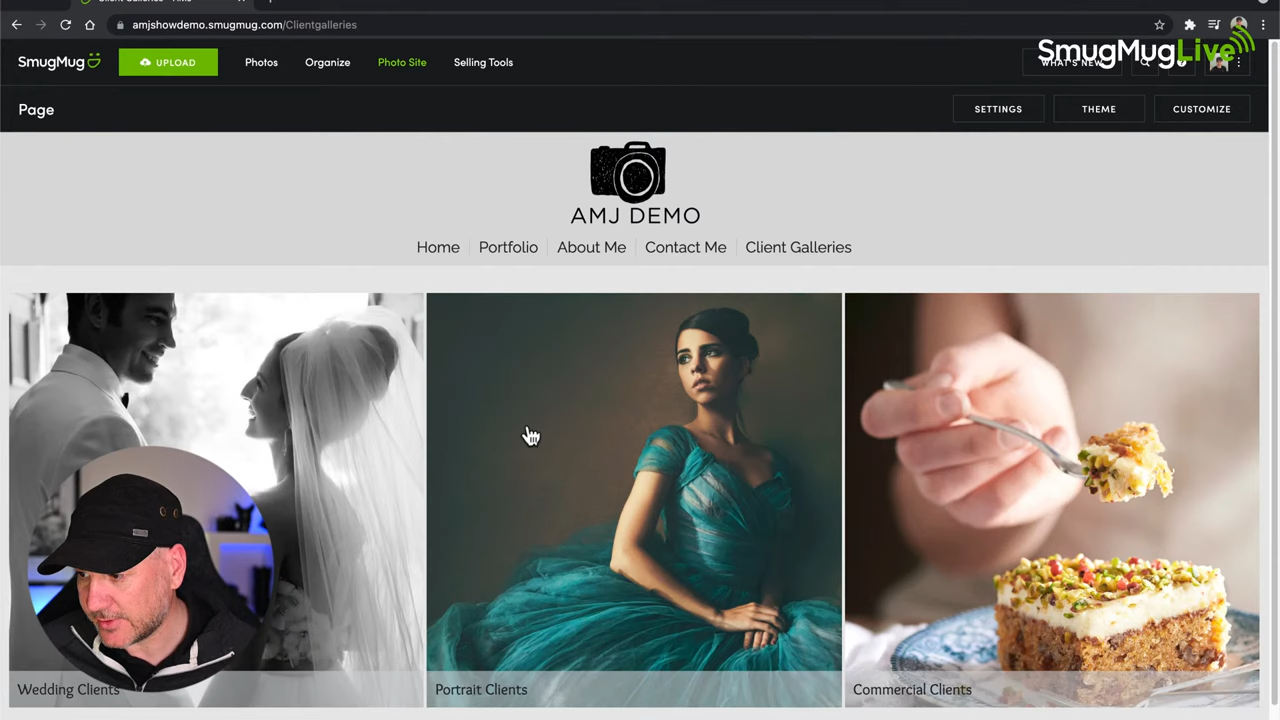 amjshowdemo.smugmug.com/Clientgalleries
SmugMug
UPLOAD
Photos
Organize
Photo Site
Selling Tools
WHAT'S NEW
SmugMugLive
Page
SETTINGS
THEME
CUSTOMIZE
AMJ DEMO
Home
Portfolio
About Me
Contact Me
Client Galleries
Wedding Clients
Portrait Clients
Commercial Clients